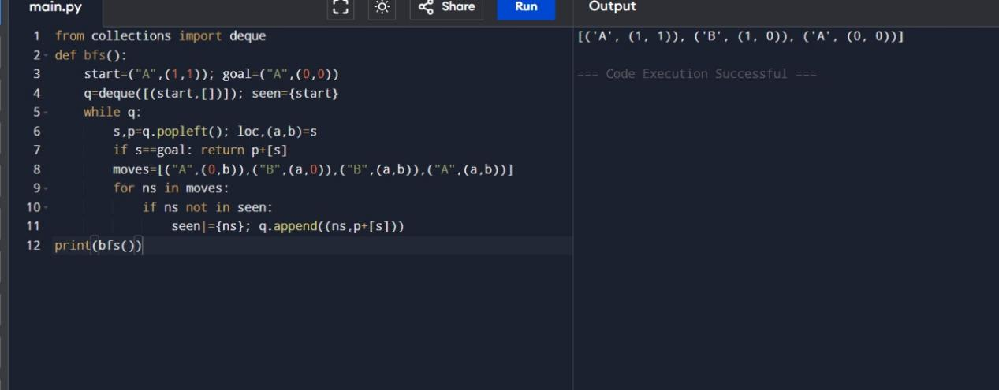 main.py Share Run Output
1 from collections import deque
2 def bfs():
3 start=("A",(1,1)); goal=("A",(0,0))
4 q=deque([(start,[])]); seen={start}
5 while q:
6 s,p=q.popleft(); loc,(a,b)=s
7 if s==goal: return p+[s]
8 moves=[("A",(0,b)),("B",(a,0)),("B",(a,b)),("A",(a,b))]
9 for ns in moves:
10 if ns not in seen:
11 seen|={ns}; q.append((ns,p+[s]))
12 print(bfs())
[('A', (1, 1)), ('B', (1, 0)), ('A', (0, 0))]
=== Code Execution Successful ===